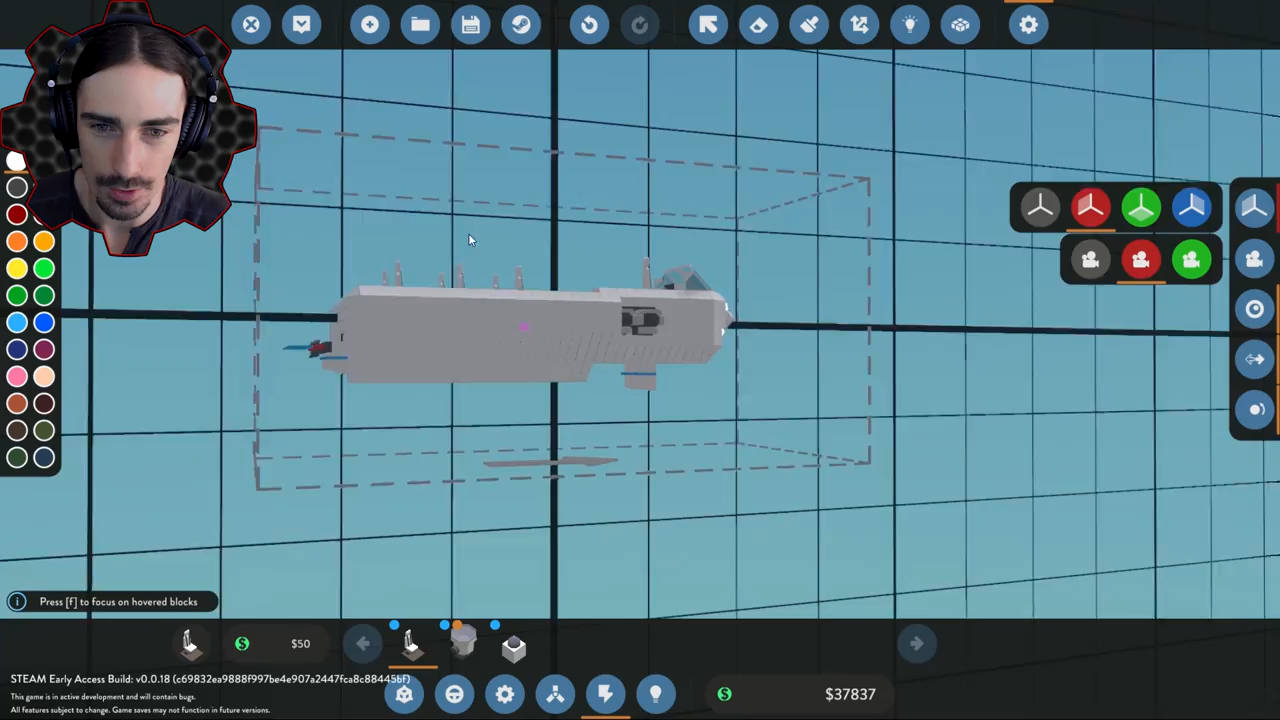 Press [f] to focus on hovered blocks
$50
STEAM Early Access Build: v0.0.18 (c69832ea9888f997be4e907a2447fca8c88445bf)
This game is in active development and will contain bugs.
All features subject to change. Game saves may not function in future versions.
$37837